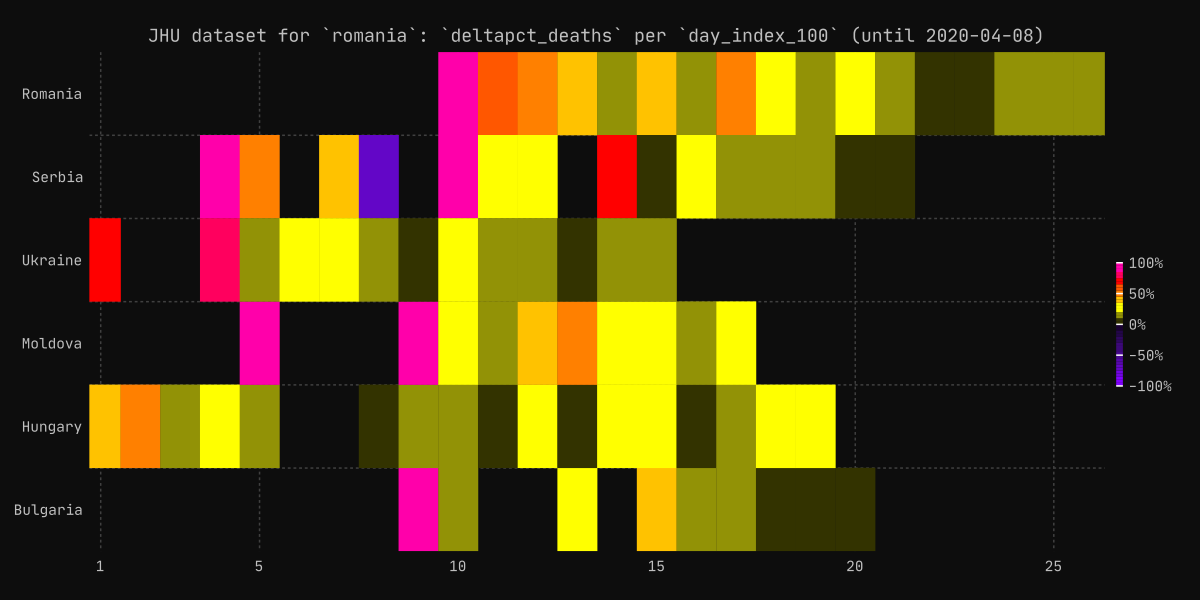 JHU dataset for `romania`: `deltapct_deaths` per `day_index_100` (until 2020-04-08)
Romania
Serbia
Ukraine
Moldova
Hungary
Bulgaria
100%
50%
0%
-50%
-100%
1 5 10 15 20 25